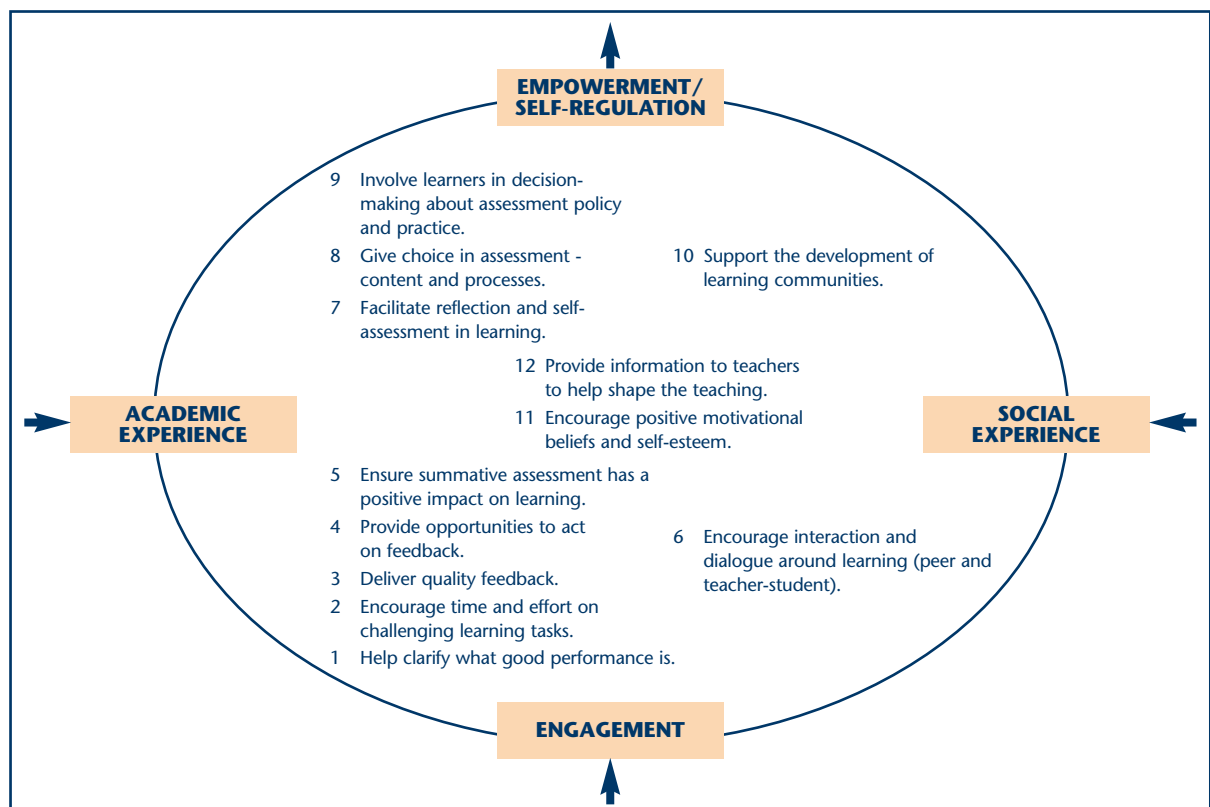 EMPOWERMENT/
SELF-REGULATION
9 Involve learners in decision-
making about assessment policy
and practice.
8 Give choice in assessment -
content and processes.
7 Facilitate reflection and self-
assessment in learning.
10 Support the development of
learning communities.
12 Provide information to teachers
to help shape the teaching.
11 Encourage positive motivational
beliefs and self-esteem.
ACADEMIC
EXPERIENCE
SOCIAL
EXPERIENCE
5 Ensure summative assessment has a
positive impact on learning.
4 Provide opportunities to act
on feedback.
3 Deliver quality feedback.
2 Encourage time and effort on
challenging learning tasks.
1 Help clarify what good performance is.
6 Encourage interaction and
dialogue around learning (peer and
teacher-student).
ENGAGEMENT